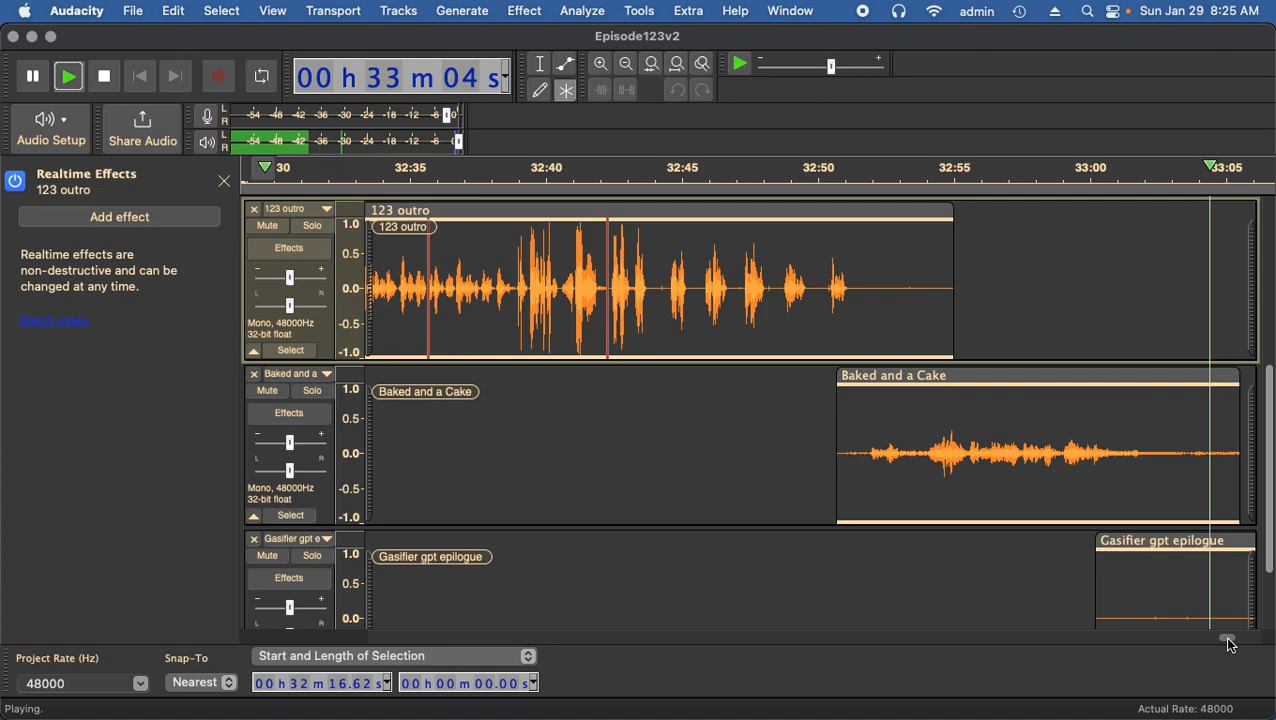 Audacity File Edit Select View Transport Tracks Generate Effect Analyze Tools Extra Help Window admin Sun Jan 29 8:25 AM
Episode123v2
00 h 33 m 04 s
L R -54 -48 -42 -36 -30 -24 -18 -12 -6 0
L R -54 -48 -42 -36 -30 -24 -18 -12 -6 0
Audio Setup Share Audio
30 32:35 32:40 32:45 32:50 32:55 33:00 33:05
Realtime Effects
123 outro
Add effect
Realtime effects are
non-destructive and can be
changed at any time.
Watch video
123 outro 1.0 123 outro
Mute Solo 123 outro
Effects 0.5
- +
0.0
L R
Mono, 48000Hz -0.5
32-bit float
Select -1.0
Baked and a Baked and a Cake
Mute Solo 1.0 Baked and a Cake
Effects 0.5
- +
0.0
L R
Mono, 48000Hz -0.5
32-bit float
Select -1.0
Gasifier gpt e Gasifier gpt epilogue
Mute Solo 1.0 Gasifier gpt epilogue
Effects 0.5
- +
0.0
L R
Project Rate (Hz) Snap-To Start and Length of Selection
48000 Nearest 00 h 32 m 16.62 s 00 h 00 m 00.00 s
Playing. Actual Rate: 48000